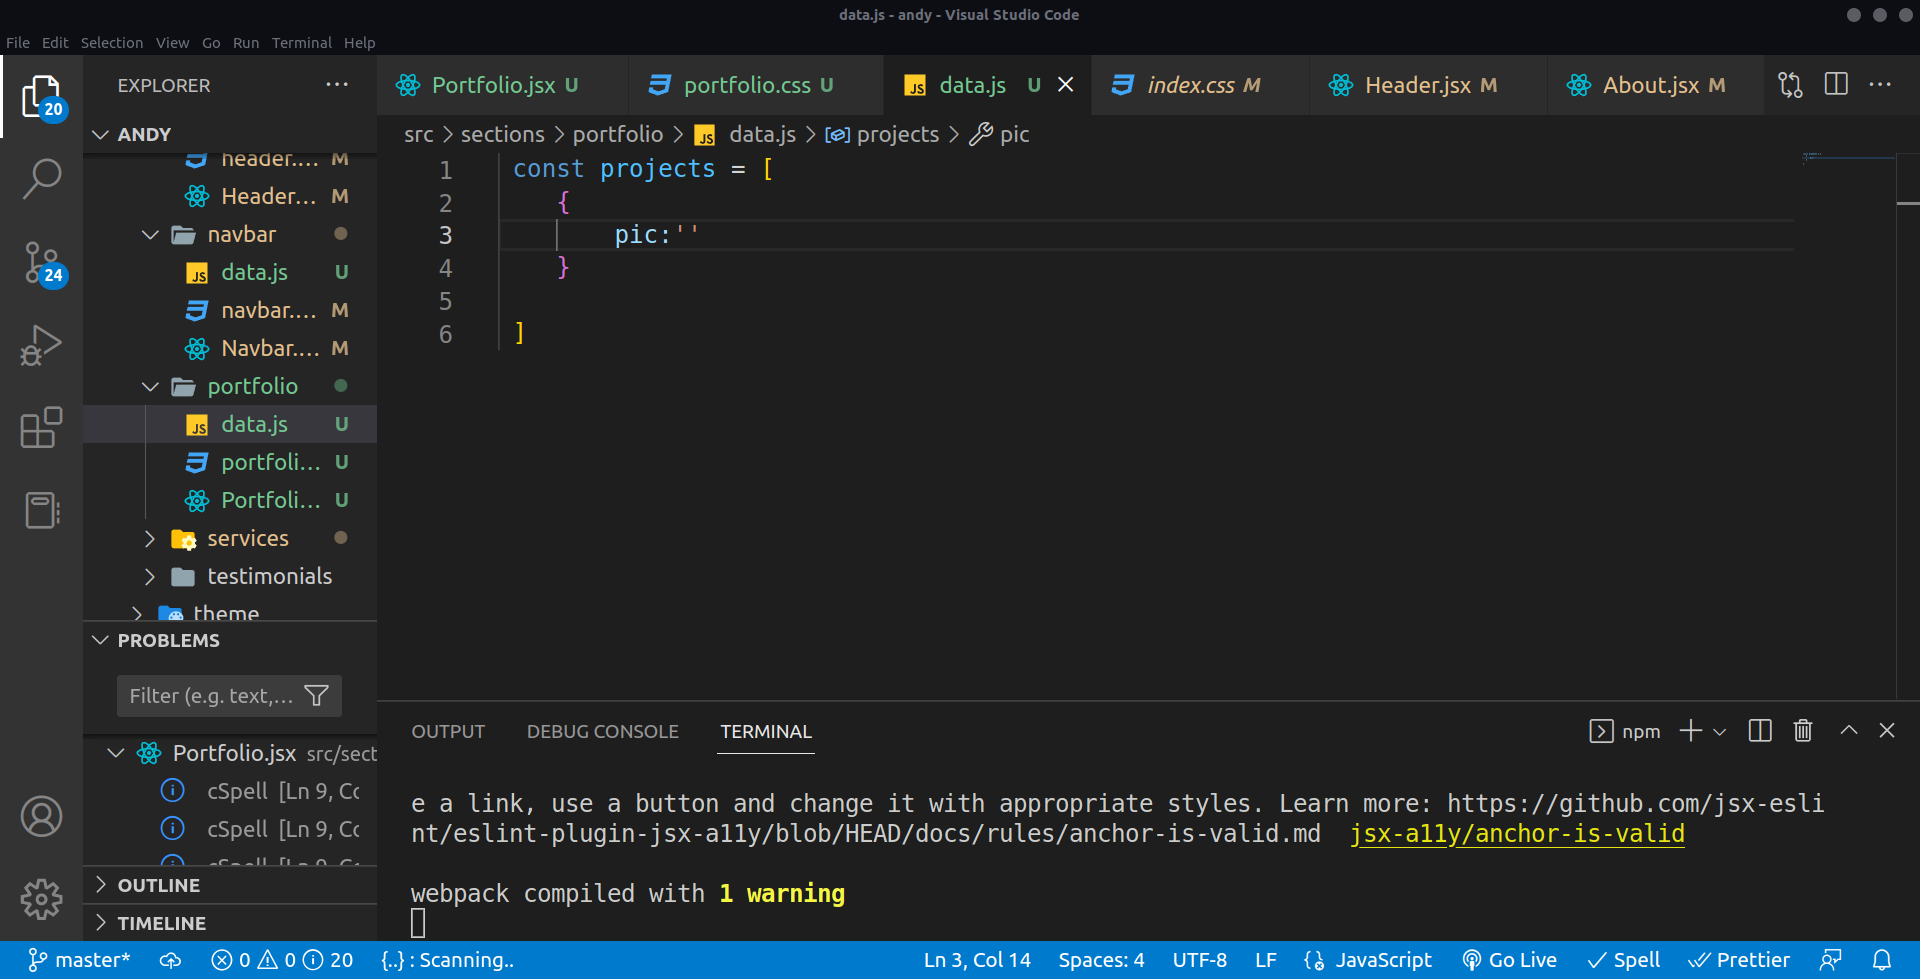 data.js - andy - Visual Studio Code
File Edit Selection View Go Run Terminal Help
EXPLORER
Portfolio.jsx U
portfolio.css U
data.js U
index.css M
Header.jsx M
About.jsx M
src > sections > portfolio > data.js > projects > pic
ANDY
header.... M
Header... M
navbar
data.js U
navbar.... M
Navbar.... M
portfolio
data.js U
portfoli... U
Portfoli... U
services
testimonials
theme
1 const projects = [
2 {
3 pic:''
4 }
5
6 ]
PROBLEMS
Filter (e.g. text,...
Portfolio.jsx src/sect
cSpell [Ln 9, Co
cSpell [Ln 9, Co
cSpell [Ln 9, Co
OUTLINE
TIMELINE
OUTPUT DEBUG CONSOLE TERMINAL
npm
e a link, use a button and change it with appropriate styles. Learn more: https://github.com/jsx-esli
nt/eslint-plugin-jsx-a11y/blob/HEAD/docs/rules/anchor-is-valid.md jsx-a11y/anchor-is-valid
webpack compiled with 1 warning
20
24
master* 0 0 20 {..} : Scanning.. Ln 3, Col 14 Spaces: 4 UTF-8 LF JavaScript Go Live Spell Prettier